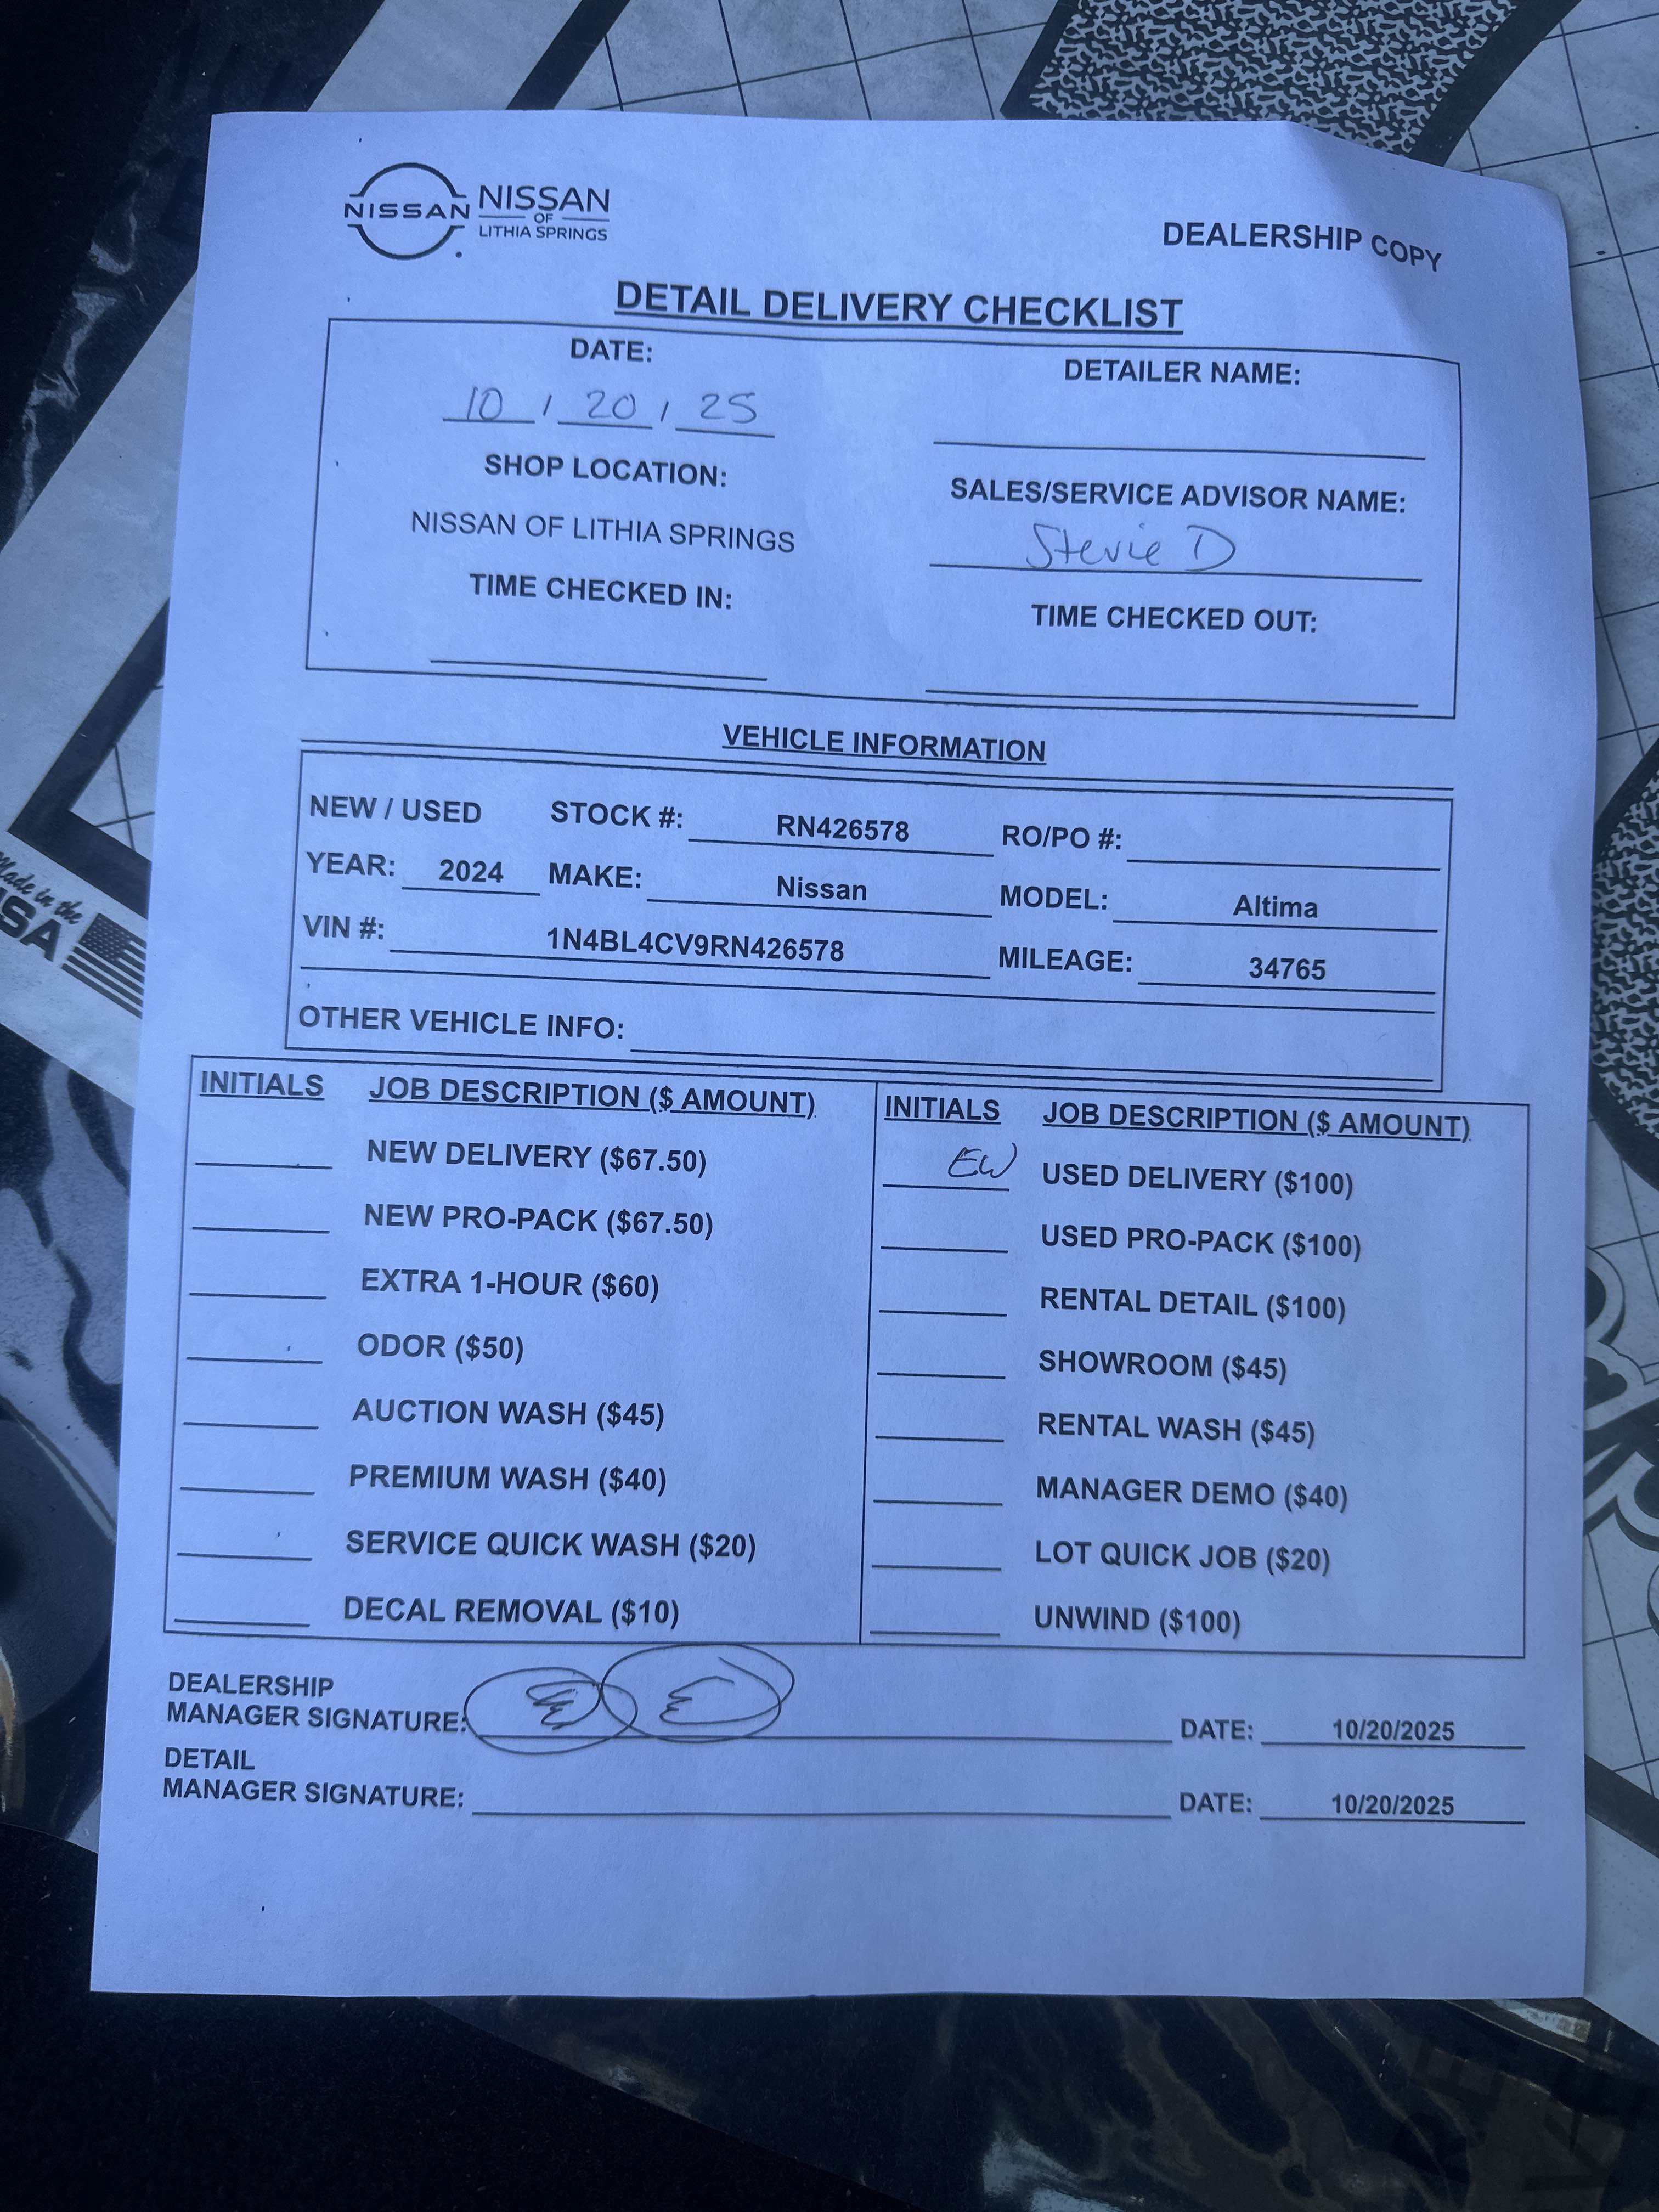 NISSAN
NISSAN
OF
LITHIA SPRINGS
DEALERSHIP COPY
DETAIL DELIVERY CHECKLIST
DATE:
10 / 20 / 25
DETAILER NAME:
SHOP LOCATION:
NISSAN OF LITHIA SPRINGS
SALES/SERVICE ADVISOR NAME:
Stevie D
TIME CHECKED IN:
TIME CHECKED OUT:
VEHICLE INFORMATION
NEW / USED STOCK #: RN426578 RO/PO #:
YEAR: 2024 MAKE: Nissan MODEL: Altima
VIN #: 1N4BL4CV9RN426578 MILEAGE: 34765
OTHER VEHICLE INFO:
INITIALS JOB DESCRIPTION ($ AMOUNT)
NEW DELIVERY ($67.50)
NEW PRO-PACK ($67.50)
EXTRA 1-HOUR ($60)
ODOR ($50)
AUCTION WASH ($45)
PREMIUM WASH ($40)
SERVICE QUICK WASH ($20)
DECAL REMOVAL ($10)
INITIALS JOB DESCRIPTION ($ AMOUNT)
EW USED DELIVERY ($100)
USED PRO-PACK ($100)
RENTAL DETAIL ($100)
SHOWROOM ($45)
RENTAL WASH ($45)
MANAGER DEMO ($40)
LOT QUICK JOB ($20)
UNWIND ($100)
DEALERSHIP
MANAGER SIGNATURE: DATE: 10/20/2025
DETAIL
MANAGER SIGNATURE: DATE: 10/20/2025
Made in the